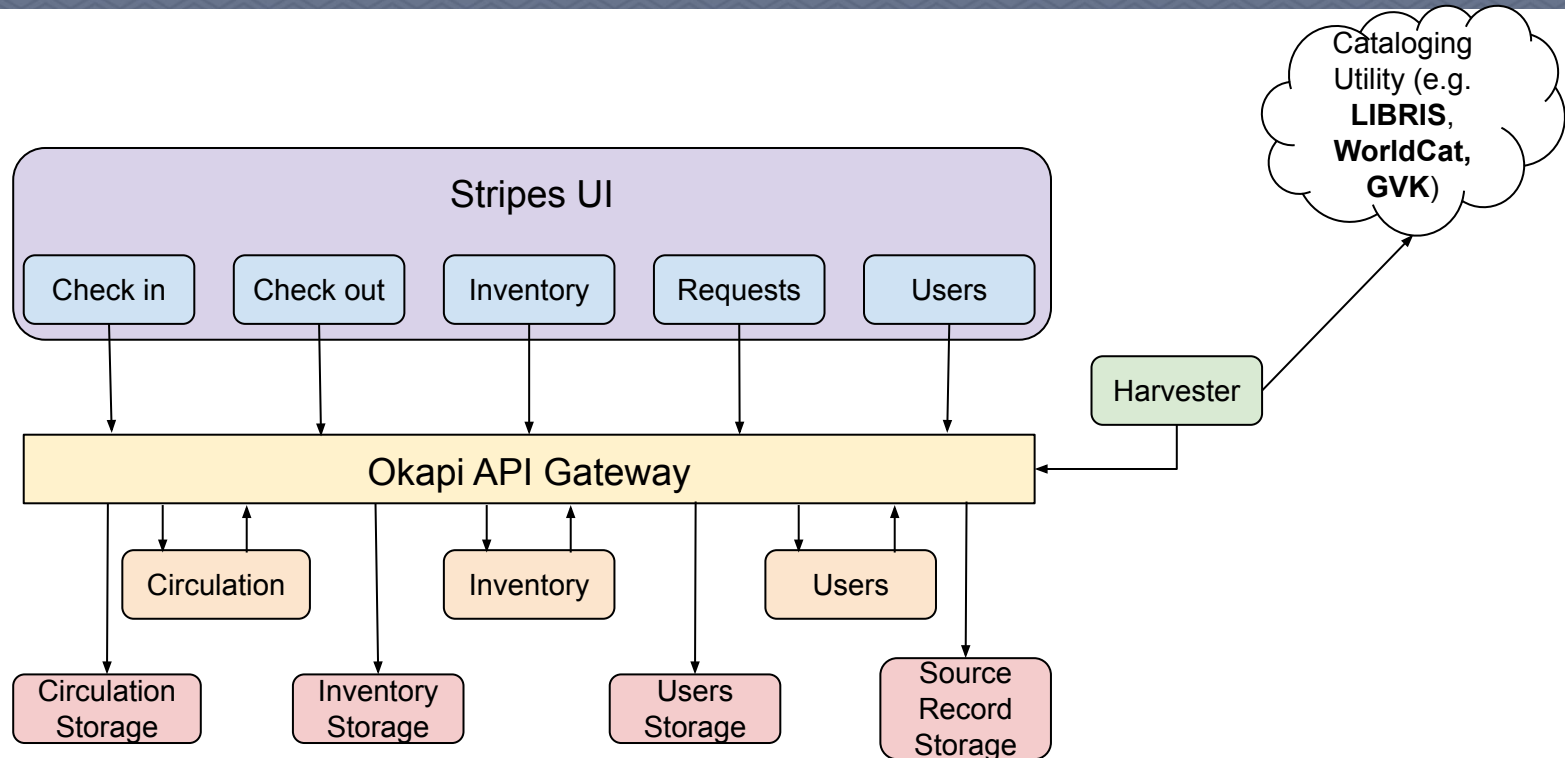 Cataloging
Utility (e.g.
LIBRIS,
WorldCat,
GVK)
Stripes UI
Check in
Check out
Inventory
Requests
Users
Harvester
Okapi API Gateway
Circulation
Inventory
Users
Circulation
Storage
Inventory
Storage
Users
Storage
Source
Record
Storage